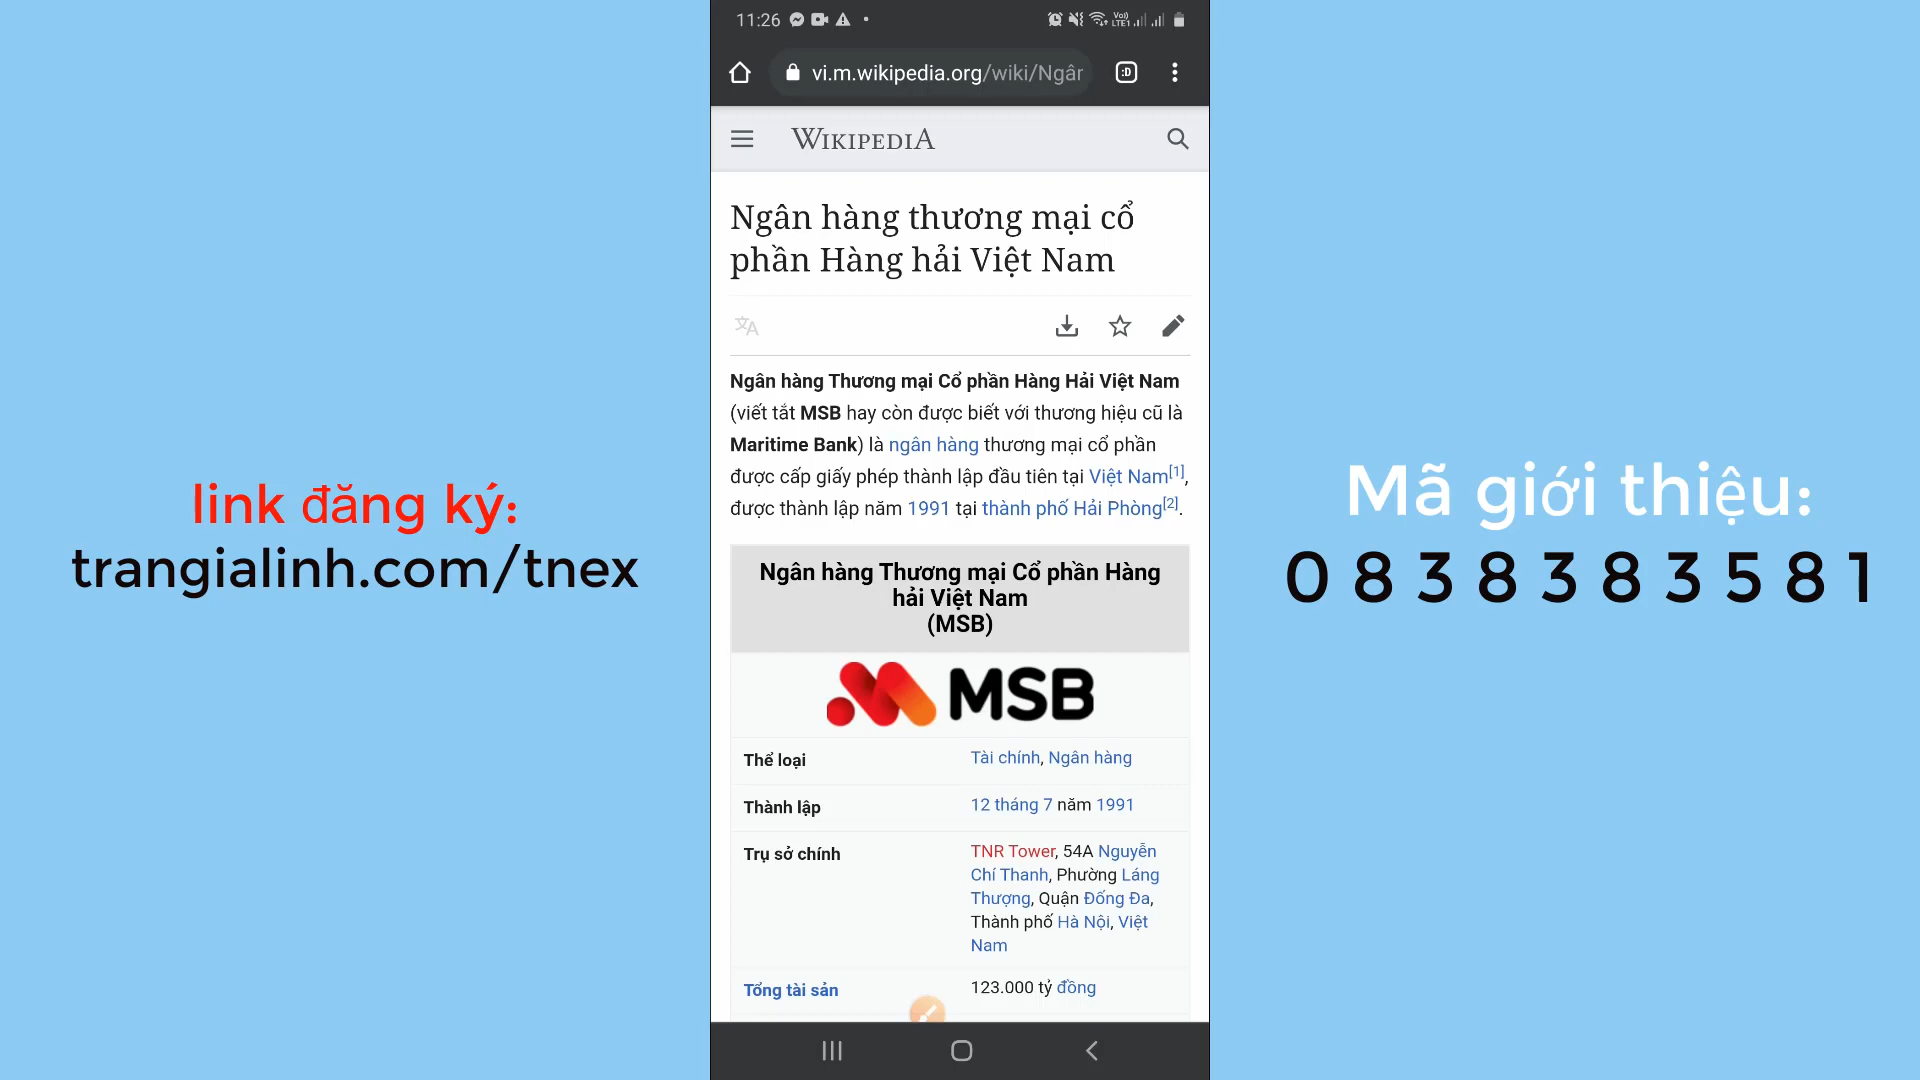 11:26
Vo)) LTE1
vi.m.wikipedia.org/wiki/Ngân
:D
WIKIPEDIA
Ngân hàng thương mại cổ
phần Hàng hải Việt Nam
Ngân hàng Thương mại Cổ phần Hàng Hải Việt Nam
(viết tắt MSB hay còn được biết với thương hiệu cũ là
Maritime Bank) là ngân hàng thương mại cổ phần
được cấp giấy phép thành lập đầu tiên tại Việt Nam[1],
được thành lập năm 1991 tại thành phố Hải Phòng[2].
Ngân hàng Thương mại Cổ phần Hàng
hải Việt Nam
(MSB)
MSB
Thể loại
Tài chính, Ngân hàng
Thành lập
12 tháng 7 năm 1991
Trụ sở chính
TNR Tower, 54A Nguyễn
Chí Thanh, Phường Láng
Thượng, Quận Đống Đa,
Thành phố Hà Nội, Việt
Nam
Tổng tài sản
123.000 tỷ đồng
link đăng ký:
trangialinh.com/tnex
Mã giới thiệu:
0 8 3 8 3 8 3 5 8 1